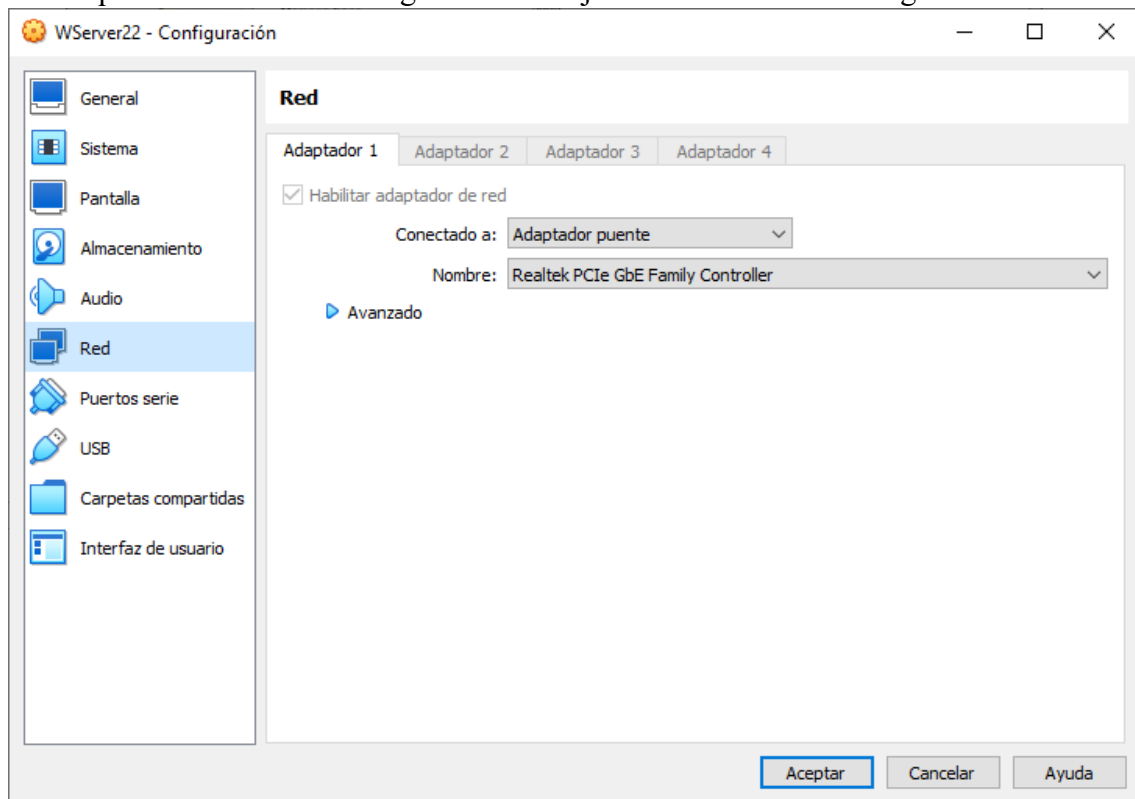 WServer22 - Configuración
General
Sistema
Pantalla
Almacenamiento
Audio
Red
Puertos serie
USB
Carpetas compartidas
Interfaz de usuario
Red
Adaptador 1 Adaptador 2 Adaptador 3 Adaptador 4
Habilitar adaptador de red
Conectado a: Adaptador puente
Nombre: Realtek PCIe GbE Family Controller
Avanzado
Aceptar Cancelar Ayuda